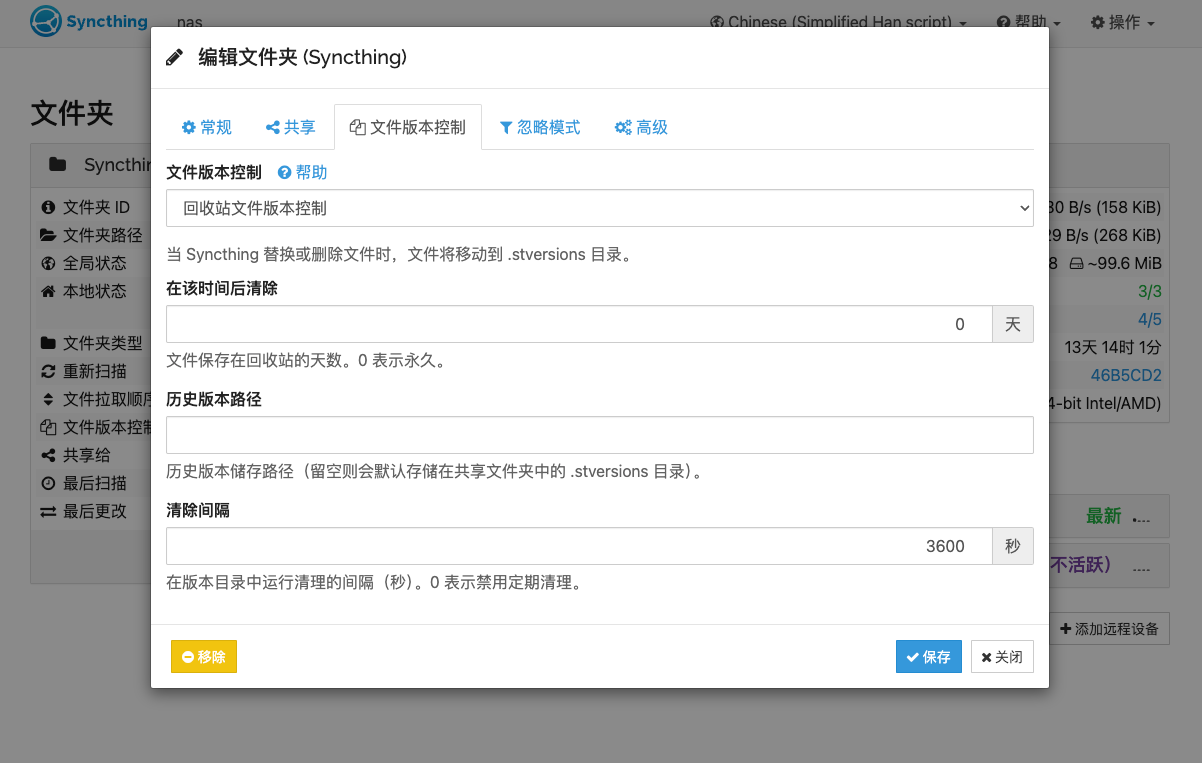 Syncthing nas Chinese (Simplified Han script) 帮助 操作
编辑文件夹 (Syncthing)
常规 共享 文件版本控制 忽略模式 高级
文件版本控制 帮助
回收站文件版本控制
当 Syncthing 替换或删除文件时，文件将移动到 .stversions 目录。
在该时间后清除
0 天
文件保存在回收站的天数。0 表示永久。
历史版本路径
历史版本储存路径（留空则会默认存储在共享文件夹中的 .stversions 目录）。
清除间隔
3600 秒
在版本目录中运行清理的间隔（秒）。0 表示禁用定期清理。
移除 保存 关闭
文件夹
文件夹 ID
文件夹路径
全局状态
本地状态
文件夹类型
重新扫描
文件拉取顺序
文件版本控制
共享给
最后扫描
最后更改
B/s (158 KiB)
B/s (268 KiB)
~99.6 MiB
3/3
4/5
13天 14时 1分
46B5CD2
-bit Intel/AMD)
最新 ....
不活跃） ....
添加远程设备